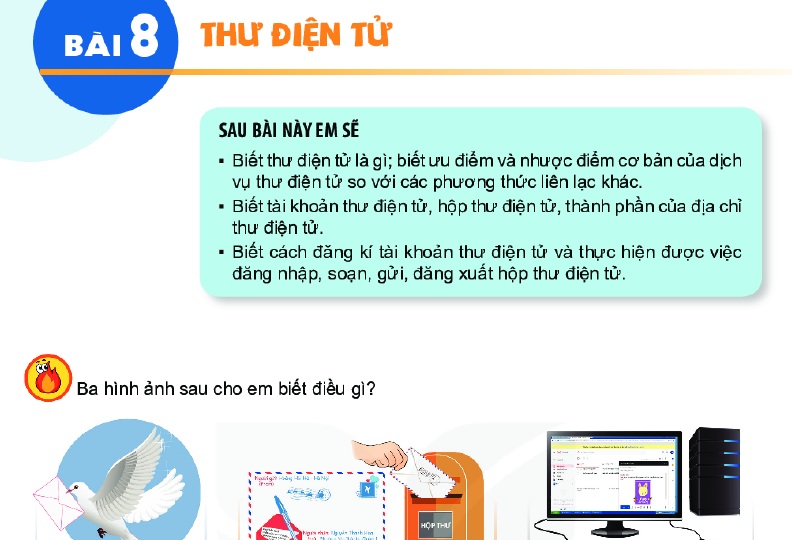 BÀI 8
THƯ ĐIỆN TỬ
SAU BÀI NÀY EM SẼ
▪ Biết thư điện tử là gì; biết ưu điểm và nhược điểm cơ bản của dịch
vụ thư điện tử so với các phương thức liên lạc khác.
▪ Biết tài khoản thư điện tử, hộp thư điện tử, thành phần của địa chỉ
thư điện tử.
▪ Biết cách đăng kí tài khoản thư điện tử và thực hiện được việc
đăng nhập, soạn, gửi, đăng xuất hộp thư điện tử.
Ba hình ảnh sau cho em biết điều gì?
HỘP THƯ